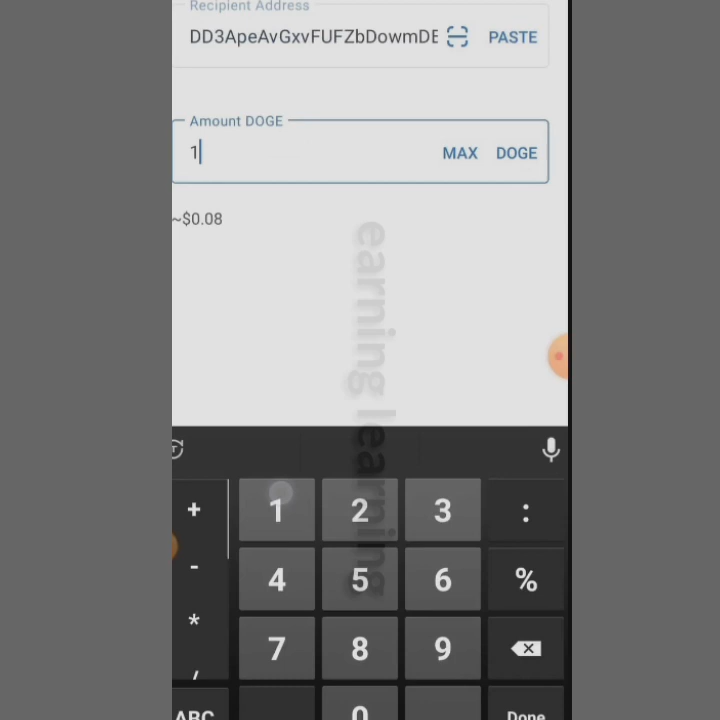 Recipient Address
DD3ApeAvGxvFUFZbDowmDE PASTE
Amount DOGE
1 MAX DOGE
~$0.08
earning learning
+ 1 2 3 :
- 4 5 6 %
* 7 8 9
/
ABC 0 Done